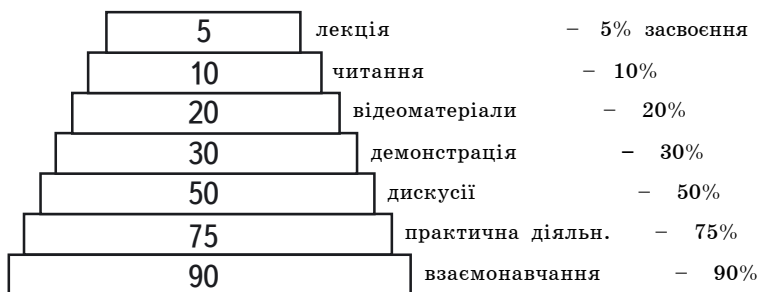 5 лекція – 5% засвоєння
10 читання – 10%
20 відеоматеріали – 20%
30 демонстрація – 30%
50 дискусії – 50%
75 практична діяльн. – 75%
90 взаємонавчання – 90%